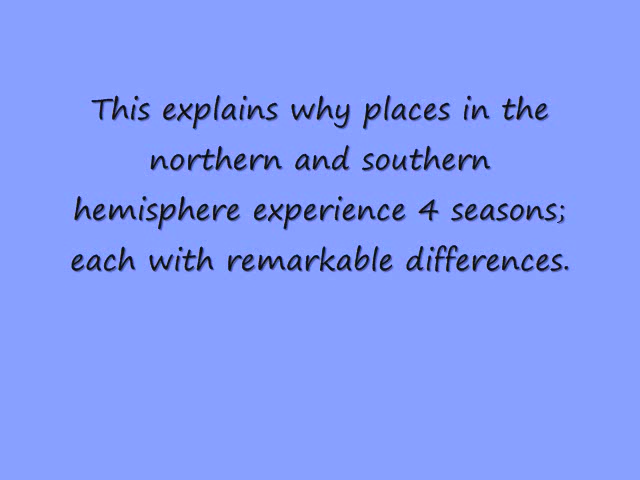 This explains why places in the
northern and southern
hemisphere experience 4 seasons;
each with remarkable differences.